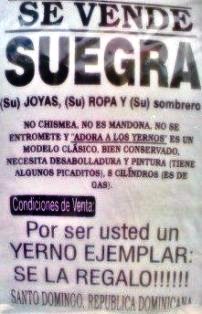 SE VENDE
SUEGRA
(Su) JOYAS, (Su) ROPA Y (Su) sombrero
NO CHISMEA, NO ES MANDONA, NO SE
ENTROMETE Y "ADORA A LOS YERNOS" ES UN
MODELO CLÁSICO, BIEN CONSERVADO,
NECESITA DESABOLLADURA Y PINTURA (TIENE
ALGUNOS PICADITOS), 8 CILÍNDROS (ES DE
GAS).
Condiciones de Venta:
Por ser usted un
YERNO EJEMPLAR:
SE LA REGALO!!!!!!
SANTO DOMINGO, REPUBLICA DOMINICANA